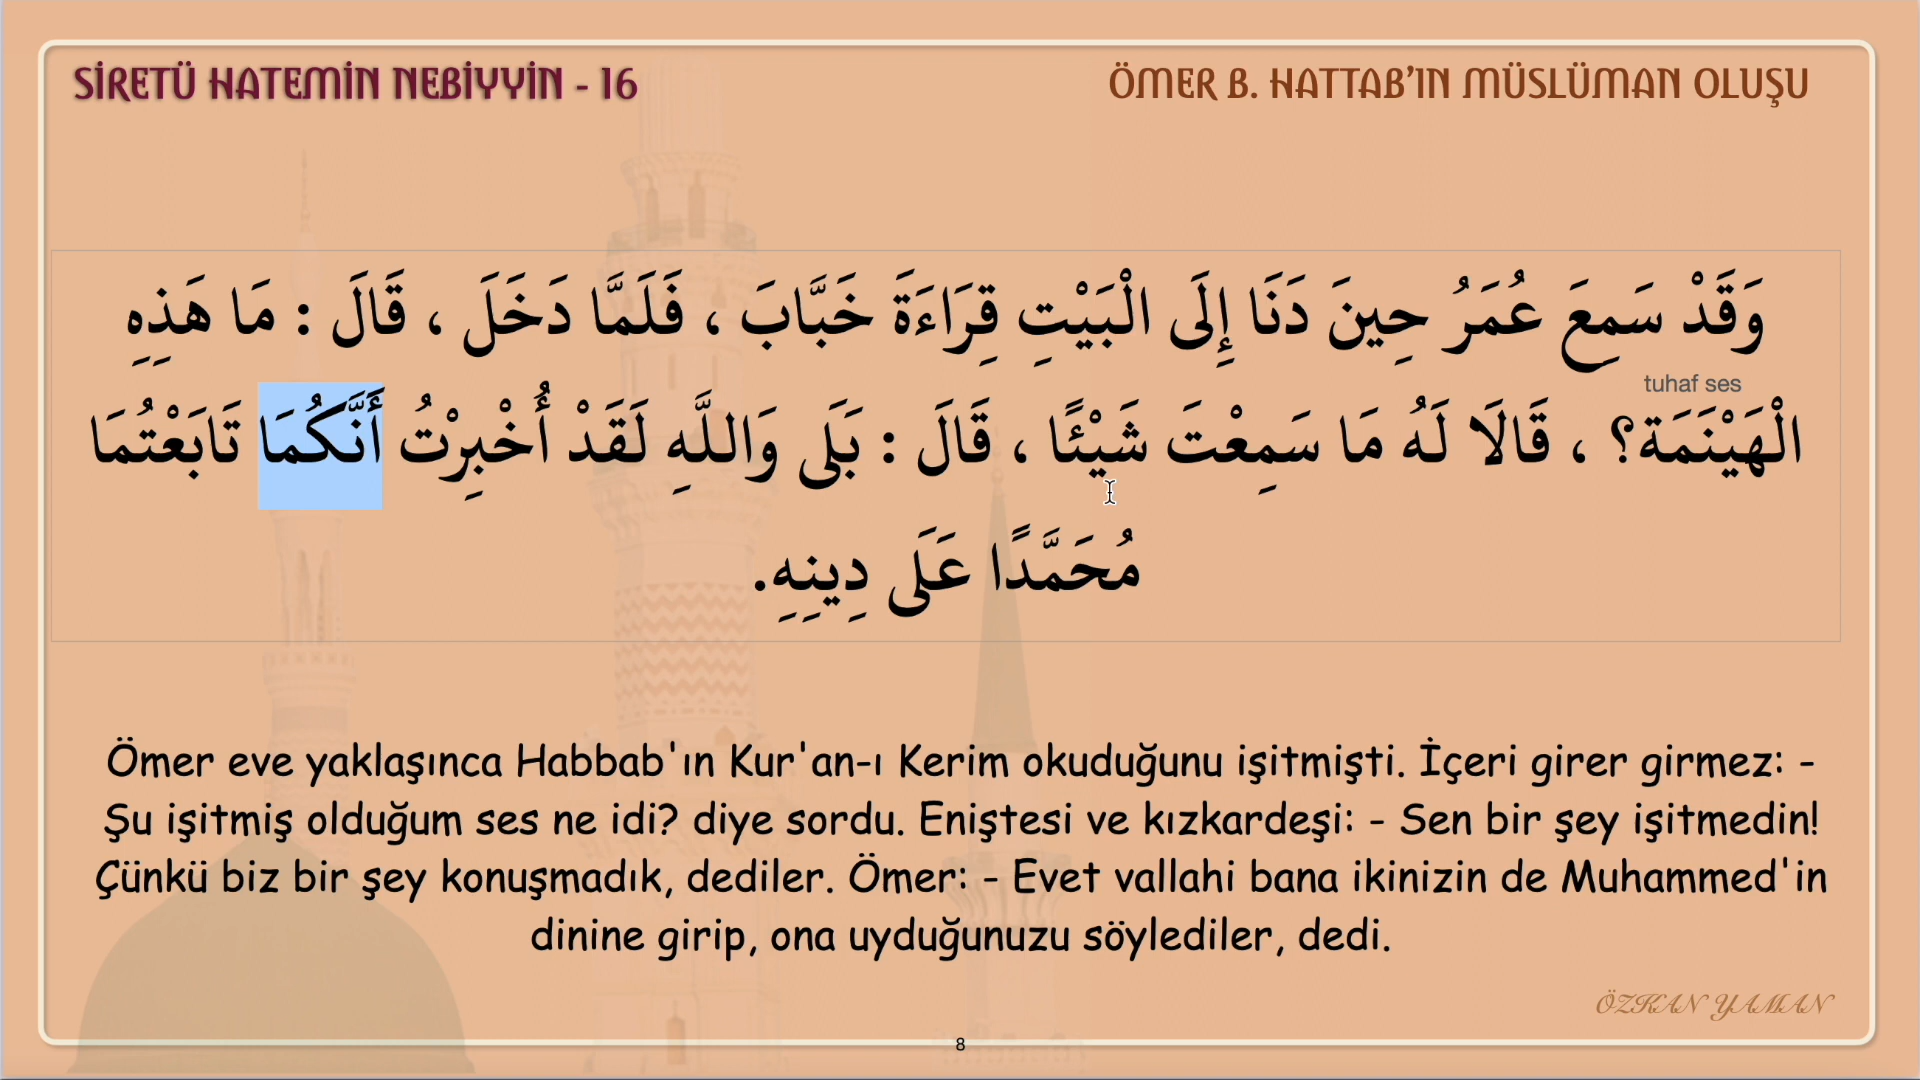 SİRETÜ HATEMİN NEBİYYİN - 16
ÖMER B. HATTAB'IN MÜSLÜMAN OLUŞU
وَقَدْ سَمِعَ عُمَرُ حِينَ دَنَا إِلَى الْبَيْتِ قِرَاءَةَ خَبَّابَ ، فَلَمَّا دَخَلَ ، قَالَ : مَا هَذِهِ
tuhaf ses
الْهَيْنَمَة؟ ، قَالَا لَهُ مَا سَمِعْتَ شَيْئًا ، قَالَ : بَلَى وَاللَّهِ لَقَدْ أُخْبِرْتُ أَنَّكُمَا تَابَعْتُمَا
مُحَمَّدًا عَلَى دِينِهِ.
Ömer eve yaklaşınca Habbab'ın Kur'an-ı Kerim okuduğunu işitmişti. İçeri girer girmez: -
Şu işitmiş olduğum ses ne idi? diye sordu. Eniştesi ve kızkardeşi: - Sen bir şey işitmedin!
Çünkü biz bir şey konuşmadık, dediler. Ömer: - Evet vallahi bana ikinizin de Muhammed'in
dinine girip, ona uyduğunuzu söylediler, dedi.
ÖZKAN YAMAN
8